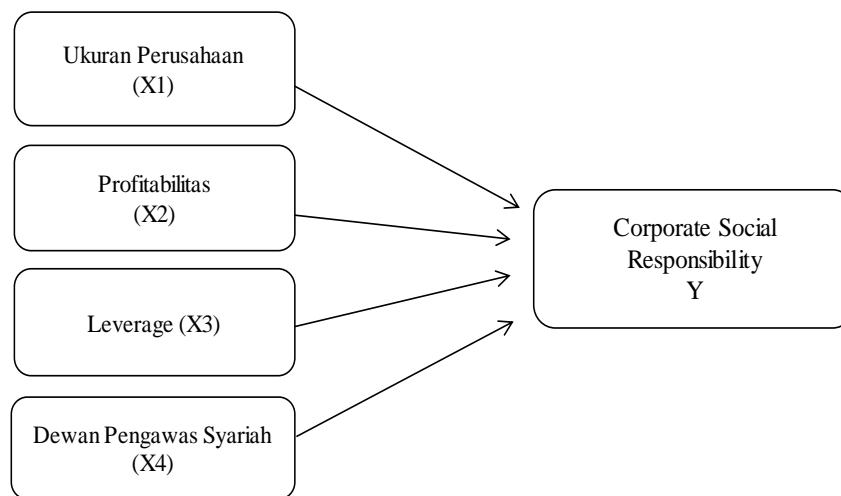 Ukuran Perusahaan
(X1)
Profitabilitas
(X2)
Leverage (X3)
Dewan Pengawas Syariah
(X4)
Corporate Social
Responsibility
Y